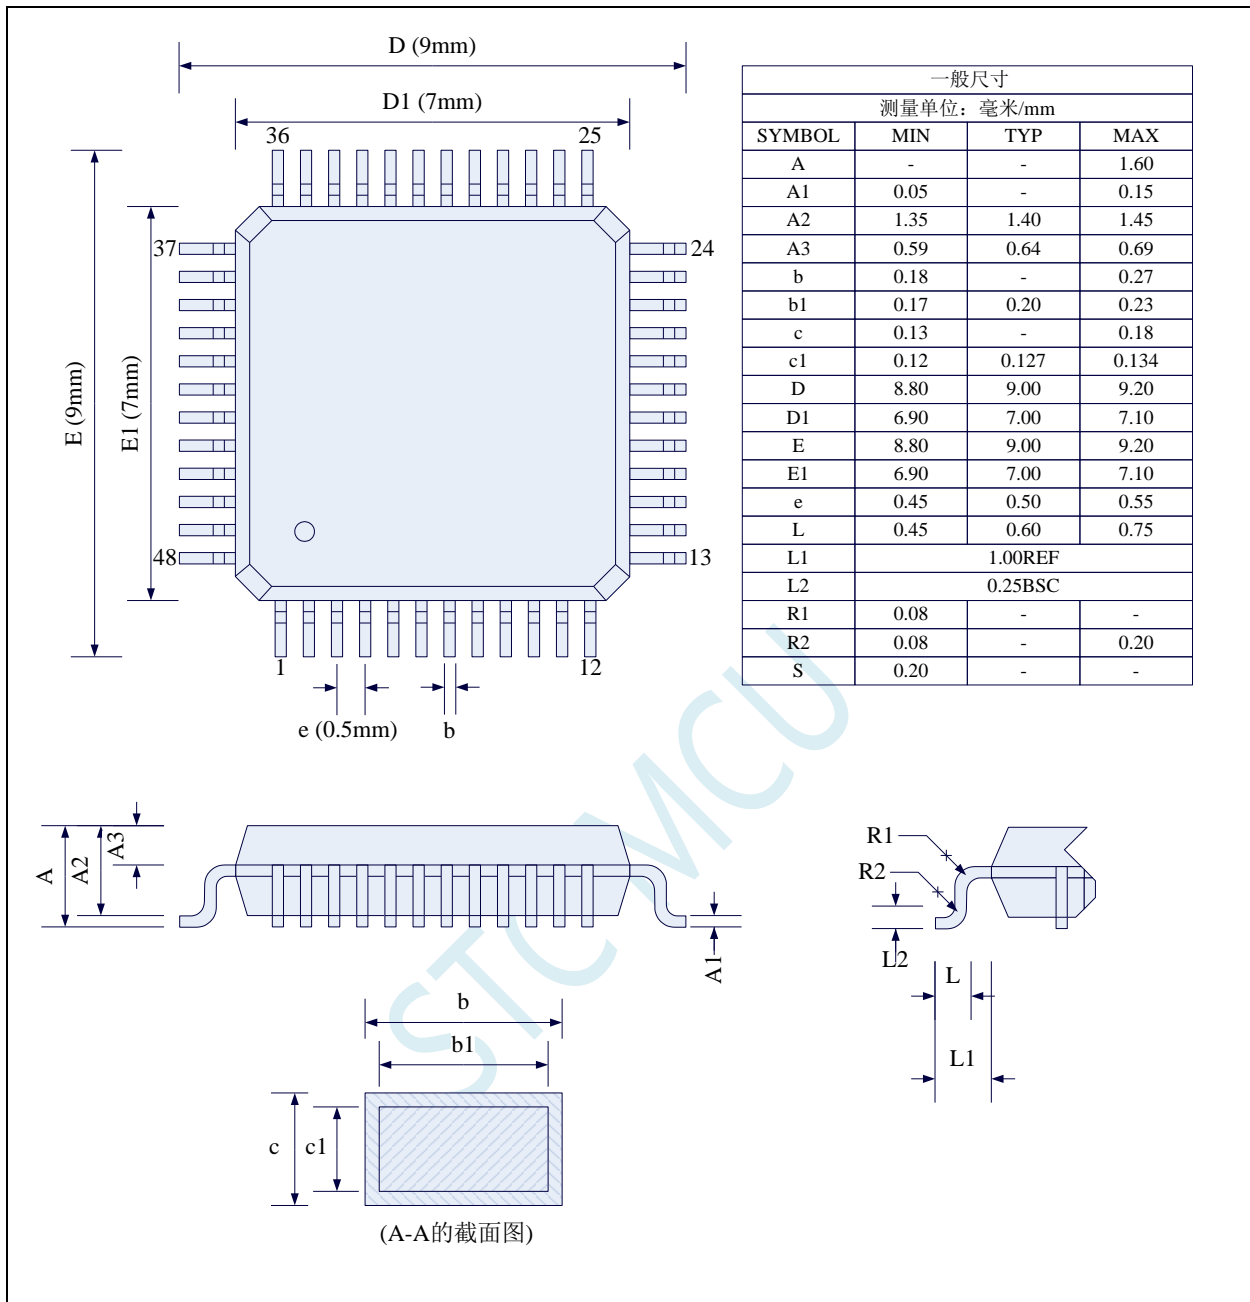 D (9mm)
D1 (7mm)
36 25
37 24
E (9mm)
E1 (7mm)
48 13
1 12
e (0.5mm) b
一般尺寸
测量单位：毫米/mm
SYMBOL MIN TYP MAX
A - - 1.60
A1 0.05 - 0.15
A2 1.35 1.40 1.45
A3 0.59 0.64 0.69
b 0.18 - 0.27
b1 0.17 0.20 0.23
c 0.13 - 0.18
c1 0.12 0.127 0.134
D 8.80 9.00 9.20
D1 6.90 7.00 7.10
E 8.80 9.00 9.20
E1 6.90 7.00 7.10
e 0.45 0.50 0.55
L 0.45 0.60 0.75
L1 1.00REF
L2 0.25BSC
R1 0.08 - -
R2 0.08 - 0.20
S 0.20 - -
STC MCU
A A2 A3
A1
R1
R2
L2
L
L1
b
b1
c c1
(A-A的截面图)